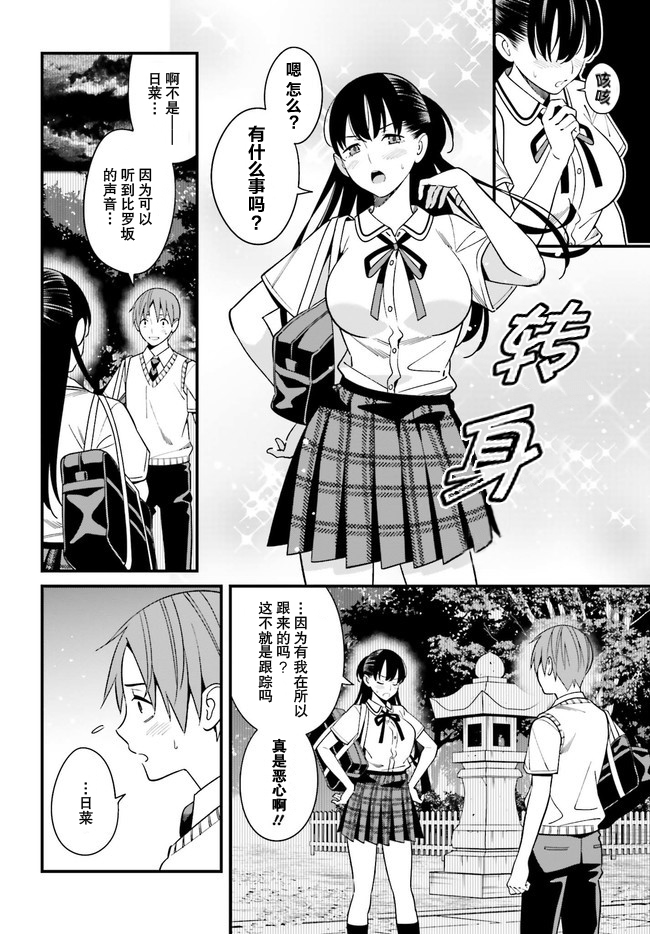 咳咳
嗯 怎么？
有什么事吗？
转身
啊不是——
日菜…
因为可以
听到比罗坂
的声音…
…因为有我在所以
跟来的吗？
这不就是跟踪吗
真是恶心啊!!
…日菜